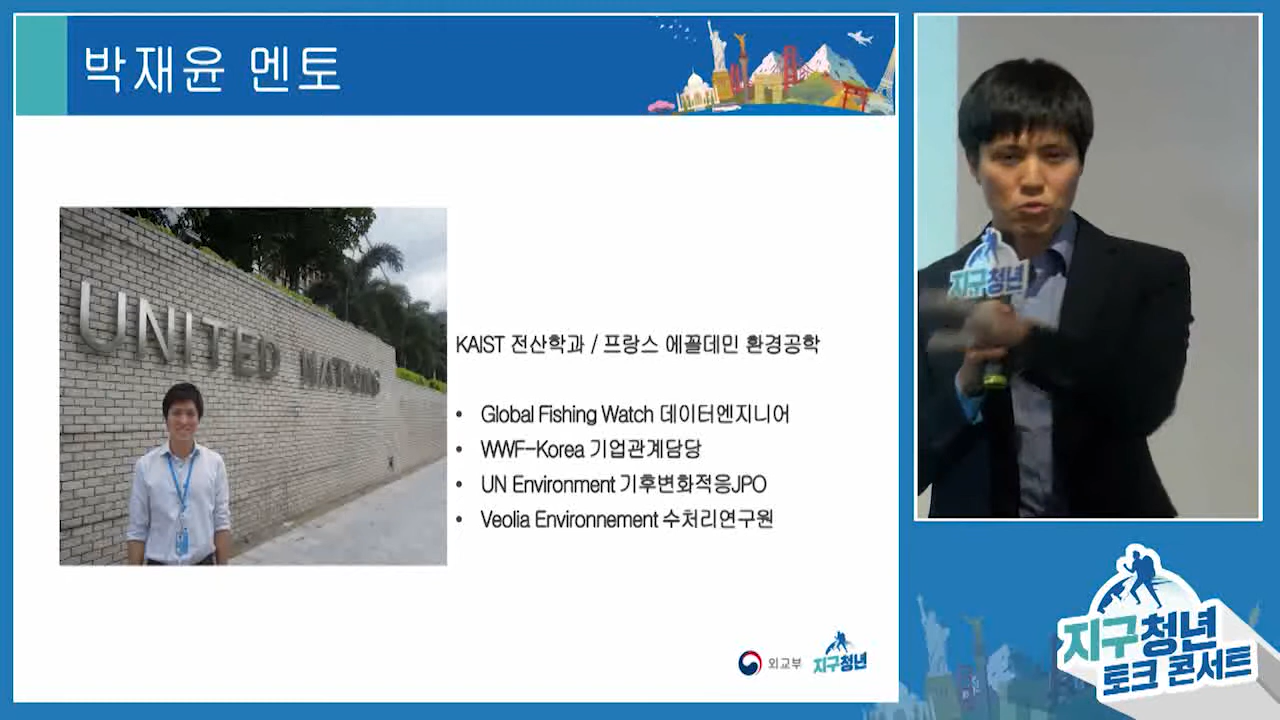 박재윤 멘토
UNITED NATIONS
KAIST 전산학과 / 프랑스 에꼴데민 환경공학
• Global Fishing Watch 데이터엔지니어
• WWF-Korea 기업관계담당
• UN Environment 기후변화적응JPO
• Veolia Environnement 수처리연구원
외교부
지구청년
지구청년
지구청년
토크 콘서트